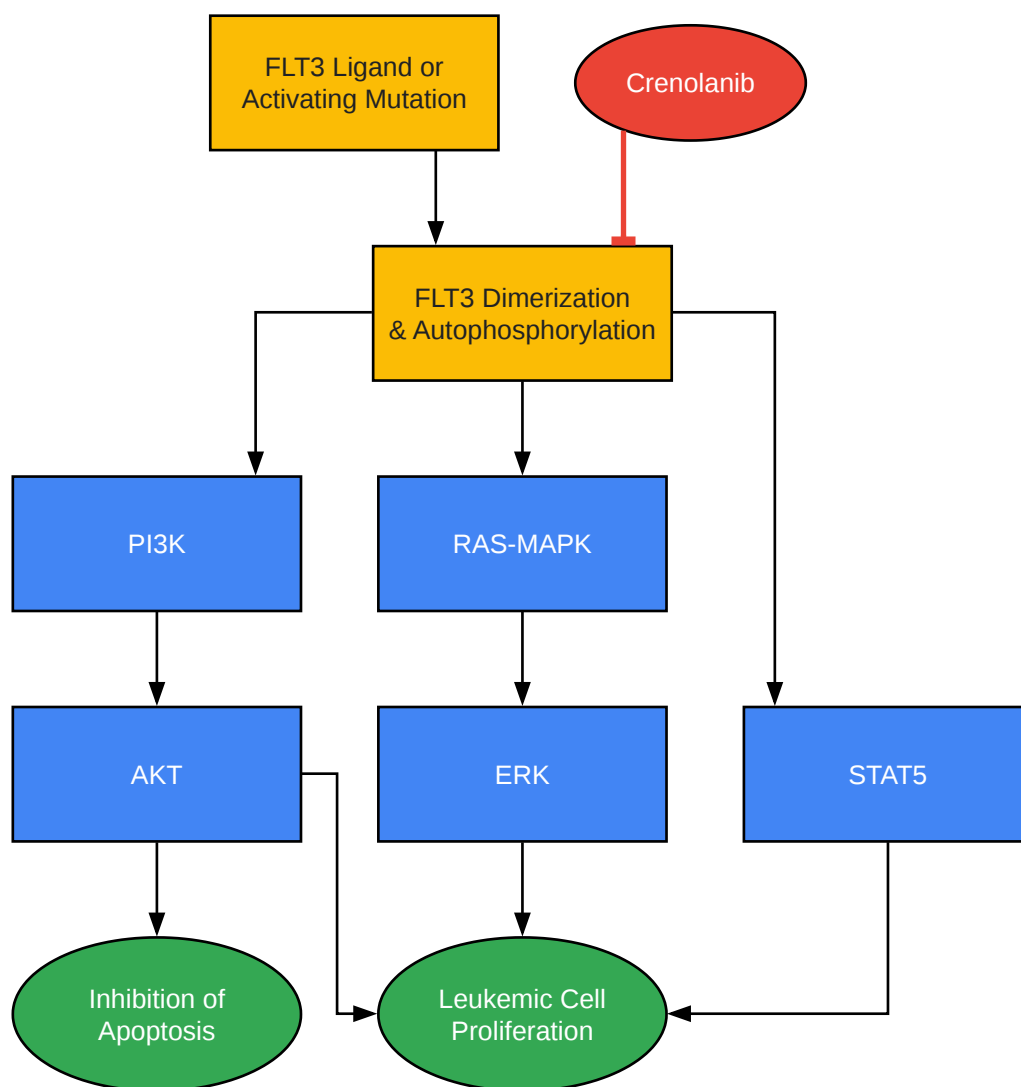 FLT3 Ligand or
Activating Mutation
Crenolanib
FLT3 Dimerization
& Autophosphorylation
PI3K
RAS-MAPK
AKT
ERK
STAT5
Inhibition of
Apoptosis
Leukemic Cell
Proliferation